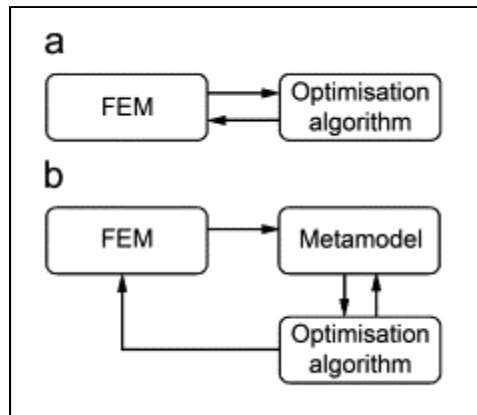 a
FEM
Optimisation
algorithm
b
FEM
Metamodel
Optimisation
algorithm